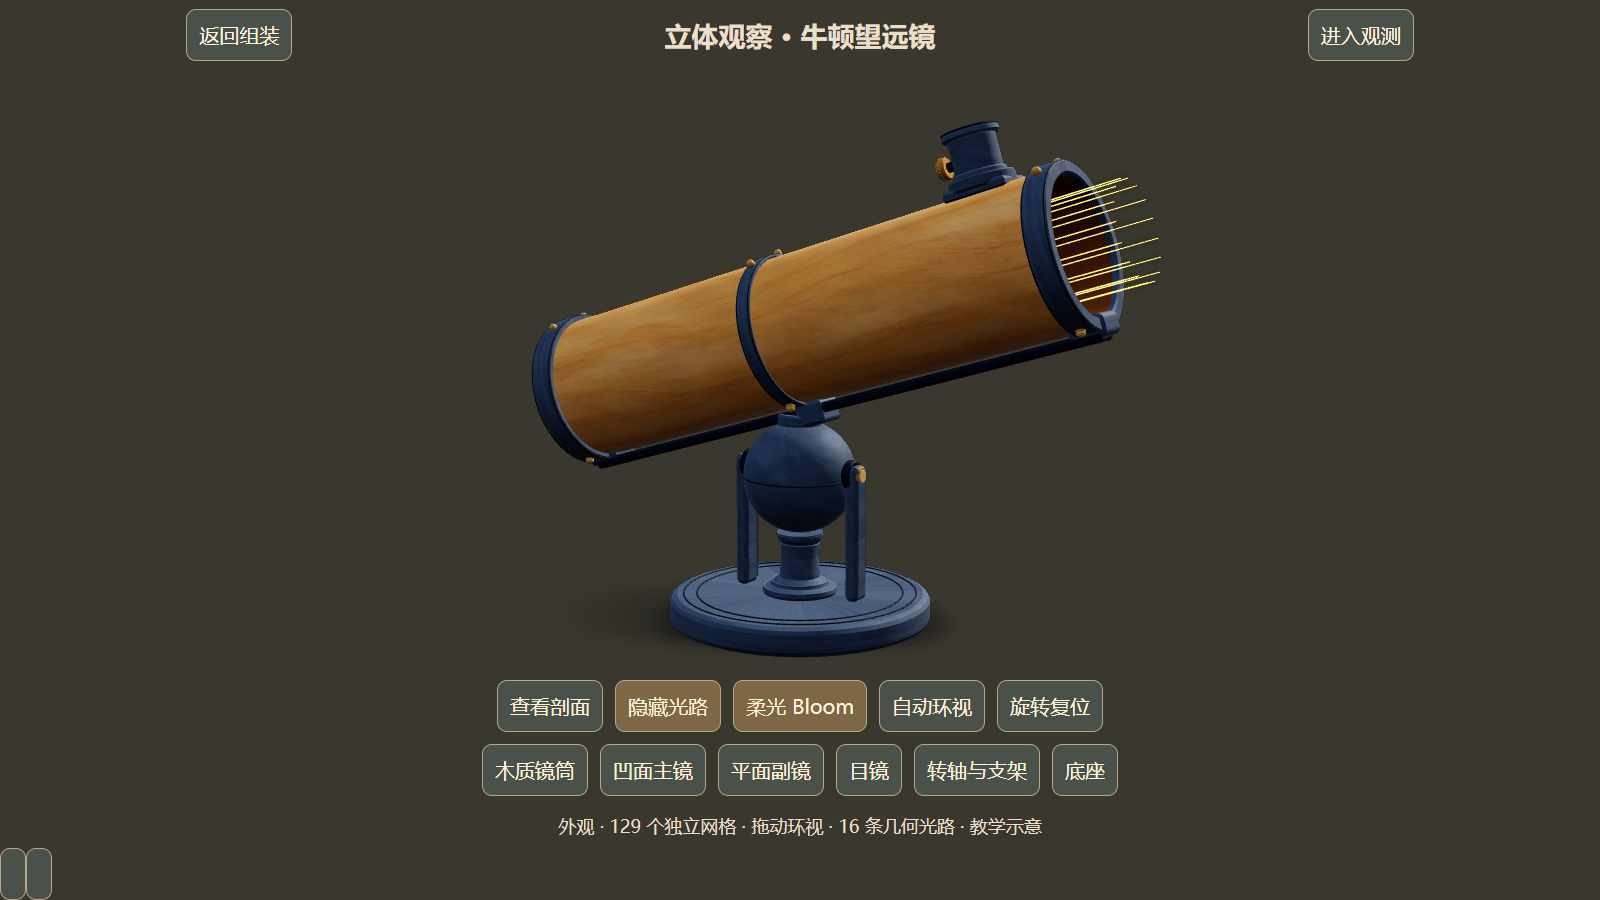 返回组装
立体观察·牛顿望远镜
进入观测
查看剖面 隐藏光路 柔光 Bloom 自动环视 旋转复位
木质镜筒 凹面主镜 平面副镜 目镜 转轴与支架 底座
外观 · 129 个独立网格 · 拖动环视 · 16 条几何光路 · 教学示意